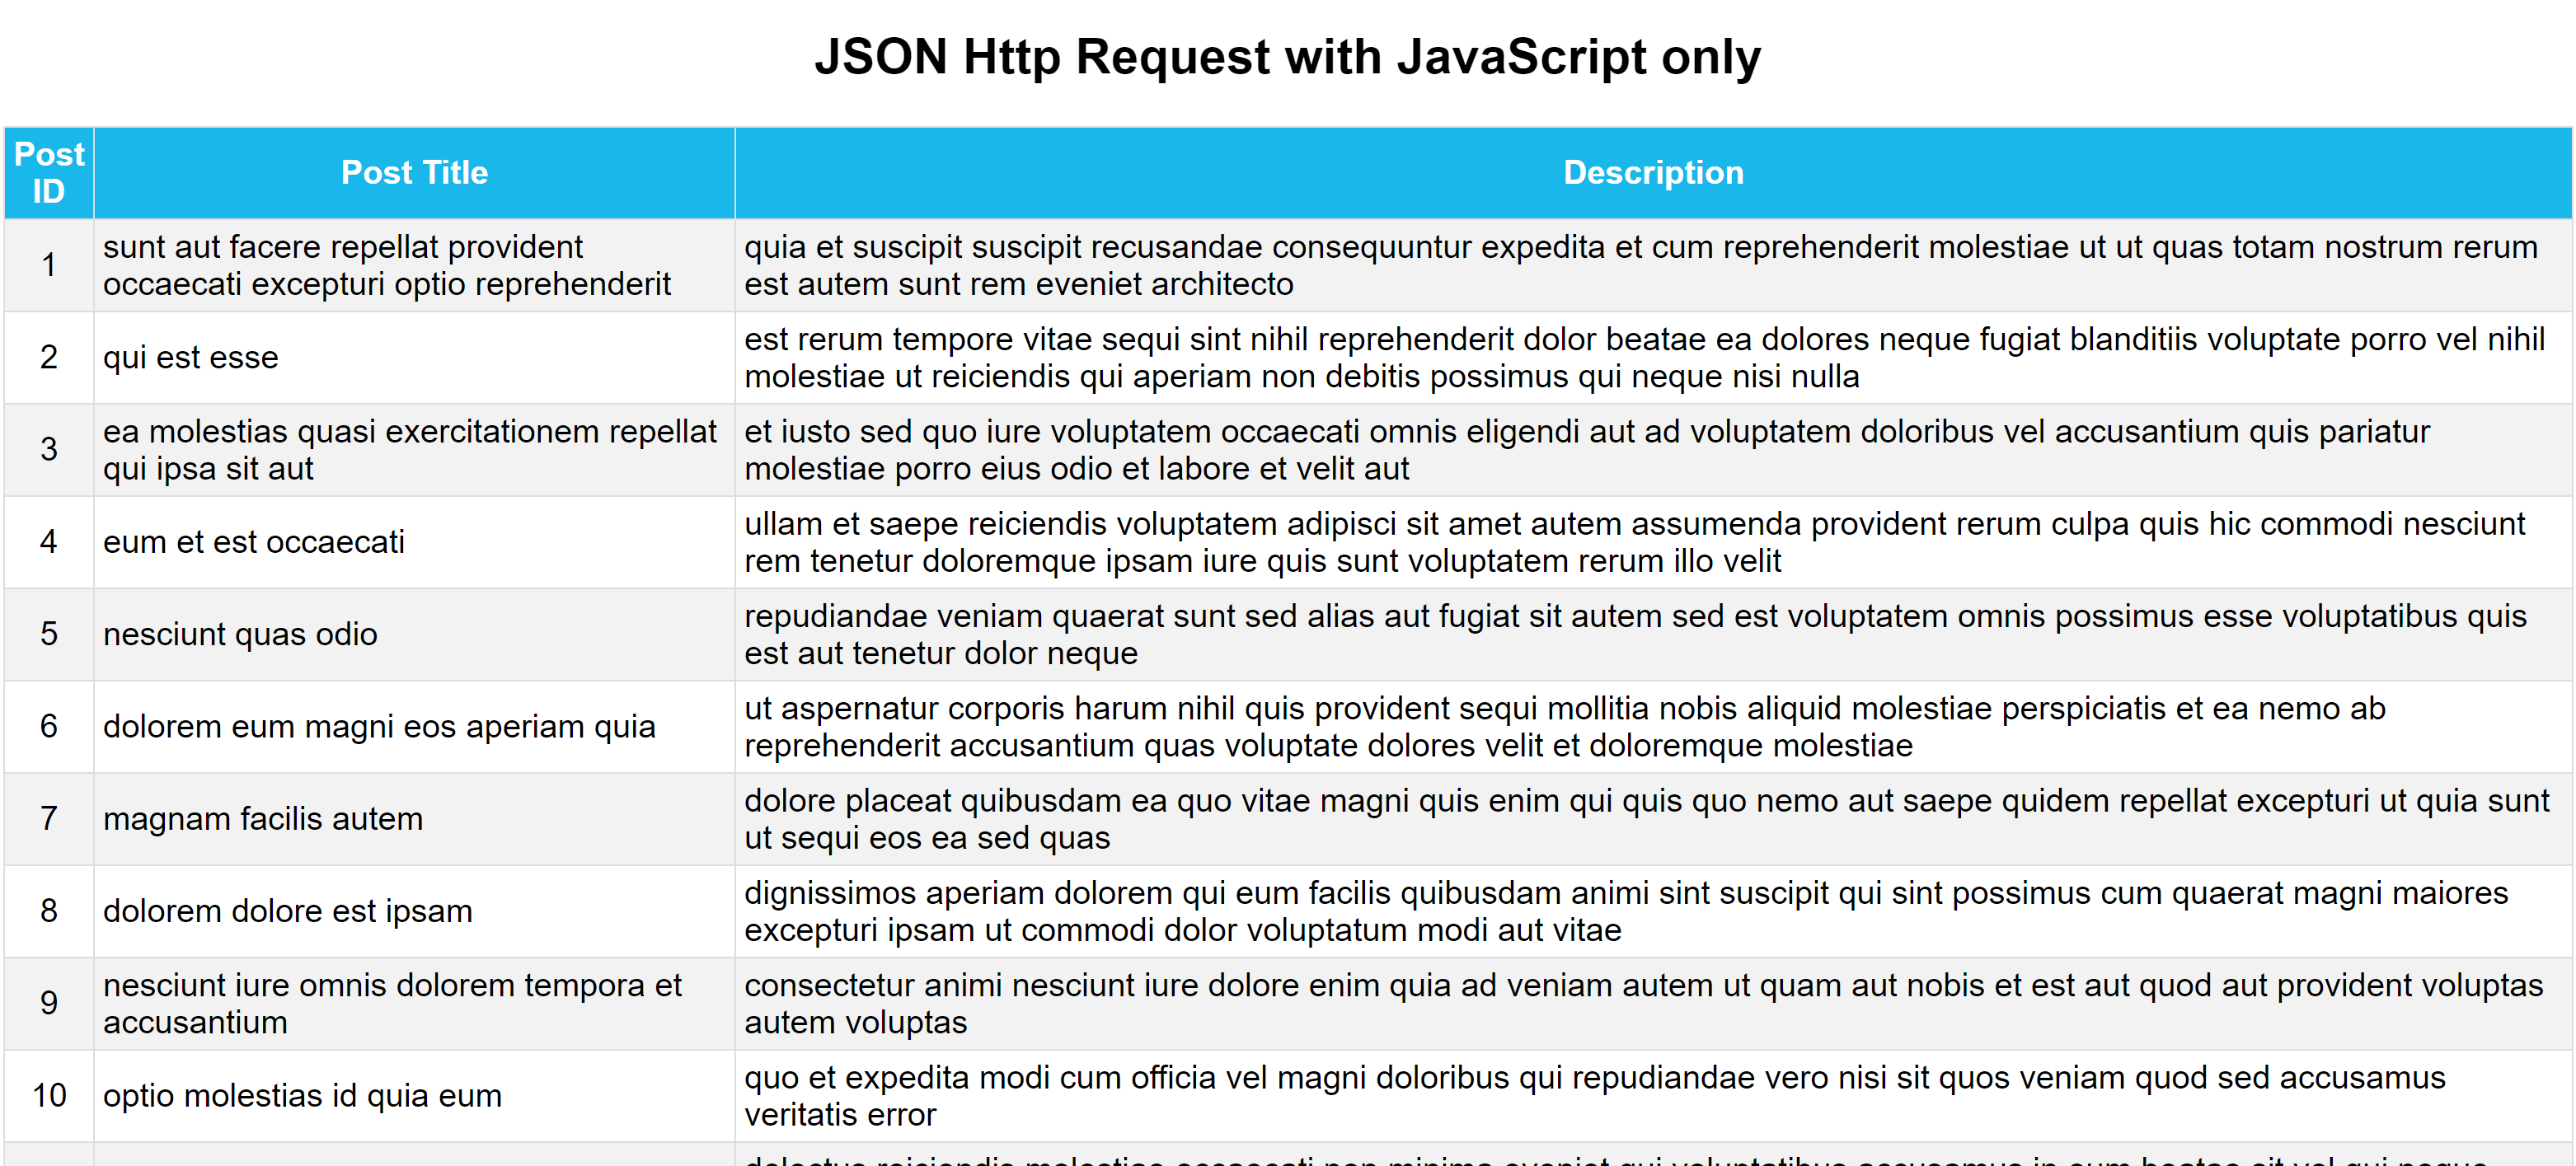 JSON Http Request with JavaScript only
Post
ID
Post Title
Description
1
sunt aut facere repellat provident
occaecati excepturi optio reprehenderit
quia et suscipit suscipit recusandae consequuntur expedita et cum reprehenderit molestiae ut ut quas totam nostrum rerum
est autem sunt rem eveniet architecto
2
qui est esse
est rerum tempore vitae sequi sint nihil reprehenderit dolor beatae ea dolores neque fugiat blanditiis voluptate porro vel nihil
molestiae ut reiciendis qui aperiam non debitis possimus qui neque nisi nulla
3
ea molestias quasi exercitationem repellat
qui ipsa sit aut
et iusto sed quo iure voluptatem occaecati omnis eligendi aut ad voluptatem doloribus vel accusantium quis pariatur
molestiae porro eius odio et labore et velit aut
4
eum et est occaecati
ullam et saepe reiciendis voluptatem adipisci sit amet autem assumenda provident rerum culpa quis hic commodi nesciunt
rem tenetur doloremque ipsam iure quis sunt voluptatem rerum illo velit
5
nesciunt quas odio
repudiandae veniam quaerat sunt sed alias aut fugiat sit autem sed est voluptatem omnis possimus esse voluptatibus quis
est aut tenetur dolor neque
6
dolorem eum magni eos aperiam quia
ut aspernatur corporis harum nihil quis provident sequi mollitia nobis aliquid molestiae perspiciatis et ea nemo ab
reprehenderit accusantium quas voluptate dolores velit et doloremque molestiae
7
magnam facilis autem
dolore placeat quibusdam ea quo vitae magni quis enim qui quis quo nemo aut saepe quidem repellat excepturi ut quia sunt
ut sequi eos ea sed quas
8
dolorem dolore est ipsam
dignissimos aperiam dolorem qui eum facilis quibusdam animi sint suscipit qui sint possimus cum quaerat magni maiores
excepturi ipsam ut commodi dolor voluptatum modi aut vitae
9
nesciunt iure omnis dolorem tempora et
accusantium
consectetur animi nesciunt iure dolore enim quia ad veniam autem ut quam aut nobis et est aut quod aut provident voluptas
autem voluptas
10
optio molestias id quia eum
quo et expedita modi cum officia vel magni doloribus qui repudiandae vero nisi sit quos veniam quod sed accusamus
veritatis error